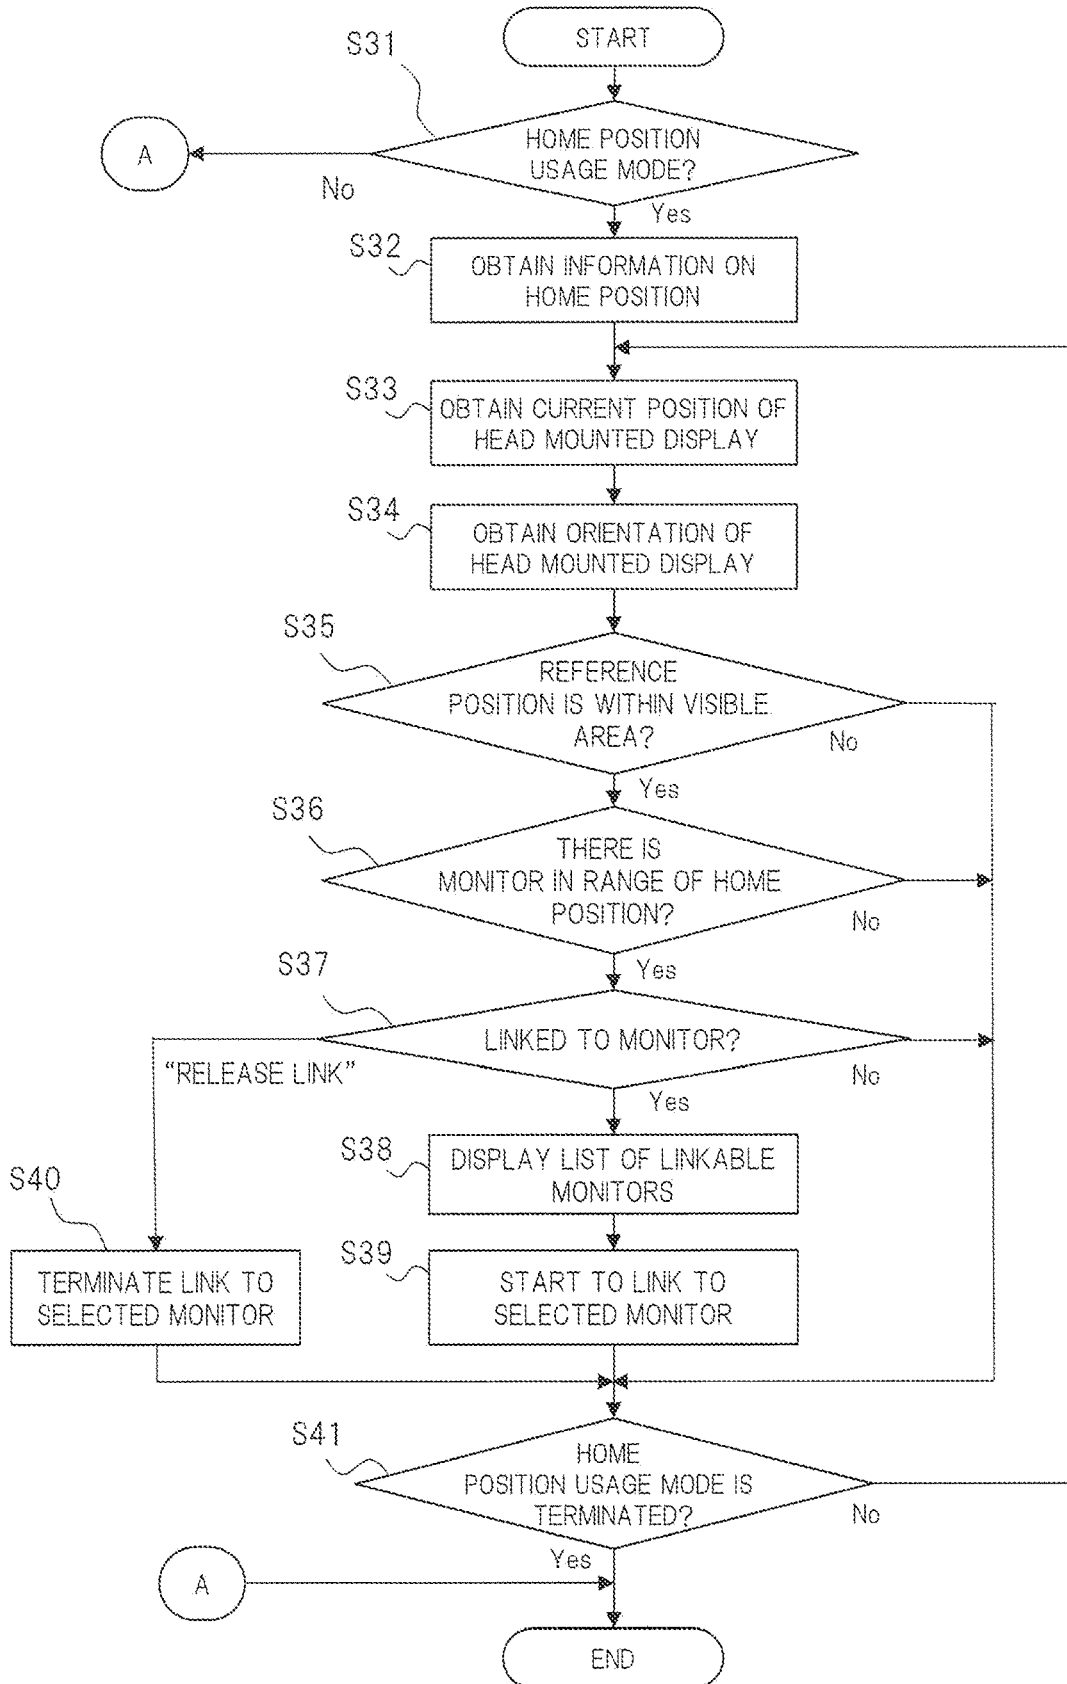 START
S31
HOME POSITION
USAGE MODE?
A
No
Yes
S32
OBTAIN INFORMATION ON
HOME POSITION
S33
OBTAIN CURRENT POSITION OF
HEAD MOUNTED DISPLAY
S34
OBTAIN ORIENTATION OF
HEAD MOUNTED DISPLAY
S35
REFERENCE
POSITION IS WITHIN VISIBLE
AREA?
No
Yes
S36
THERE IS
MONITOR IN RANGE OF HOME
POSITION?
No
Yes
S37
LINKED TO MONITOR?
“RELEASE LINK”
No
Yes
S38
DISPLAY LIST OF LINKABLE
MONITORS
S40
TERMINATE LINK TO
SELECTED MONITOR
S39
START TO LINK TO
SELECTED MONITOR
S41
HOME
POSITION USAGE MODE IS
TERMINATED?
No
Yes
A
END